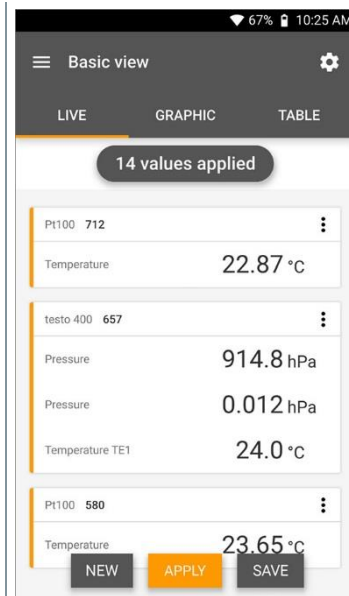 67% 10:25 AM
Basic view
LIVE GRAPHIC TABLE
14 values applied
Pt100 712
Temperature 22.87 °C
testo 400 657
Pressure 914.8 hPa
Pressure 0.012 hPa
Temperature TE1 24.0 °C
Pt100 580
Temperature 23.65 °C
NEW APPLY SAVE